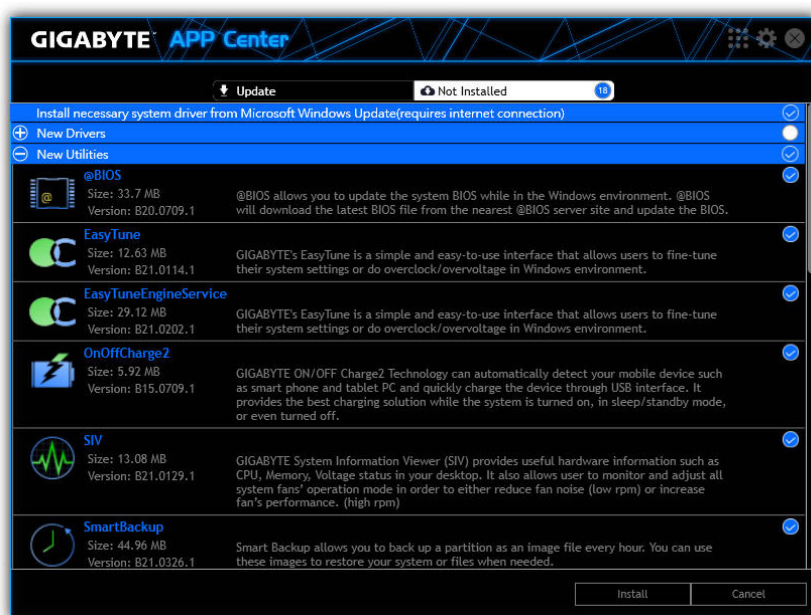 GIGABYTE APP Center
Update
Not Installed
18
Install necessary system driver from Microsoft Windows Update(requires internet connection)
New Drivers
New Utilities
@BIOS
Size: 33.7 MB
Version: B20.0709.1
@BIOS allows you to update the system BIOS while in the Windows environment. @BIOS
will download the latest BIOS file from the nearest @BIOS server site and update the BIOS.
EasyTune
Size: 12.63 MB
Version: B21.0114.1
GIGABYTE's EasyTune is a simple and easy-to-use interface that allows users to fine-tune
their system settings or do overclock/overvoltage in Windows environment.
EasyTuneEngineService
Size: 29.12 MB
Version: B21.0202.1
GIGABYTE's EasyTune is a simple and easy-to-use interface that allows users to fine-tune
their system settings or do overclock/overvoltage in Windows environment.
OnOffCharge2
Size: 5.92 MB
Version: B15.0709.1
GIGABYTE ON/OFF Charge2 Technology can automatically detect your mobile device such
as smart phone and tablet PC and quickly charge the device through USB interface. It
provides the best charging solution while the system is turned on, in sleep/standby mode,
or even turned off.
SIV
Size: 13.08 MB
Version: B21.0129.1
GIGABYTE System Information Viewer (SIV) provides useful hardware information such as
CPU, Memory, Voltage status in your desktop. It also allows user to monitor and adjust all
system fans' operation mode in order to either reduce fan noise (low rpm) or increase
fan's performance. (high rpm)
SmartBackup
Size: 44.96 MB
Version: B21.0326.1
Smart Backup allows you to back up a partition as an image file every hour. You can use
these images to restore your system or files when needed.
Install
Cancel